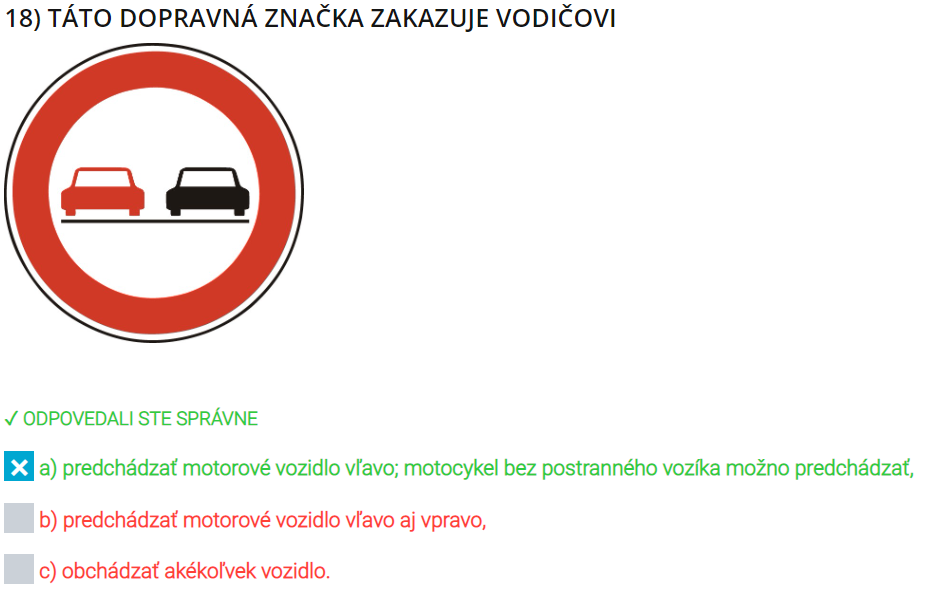 18) TÁTO DOPRAVNÁ ZNAČKA ZAKAZUJE VODIČOVI
✓ ODPOVEDALI STE SPRÁVNE
a) predchádzať motorové vozidlo vľavo; motocykel bez postranného vozíka možno predchádzať,
b) predchádzať motorové vozidlo vľavo aj vpravo,
c) obchádzať akékoľvek vozidlo.